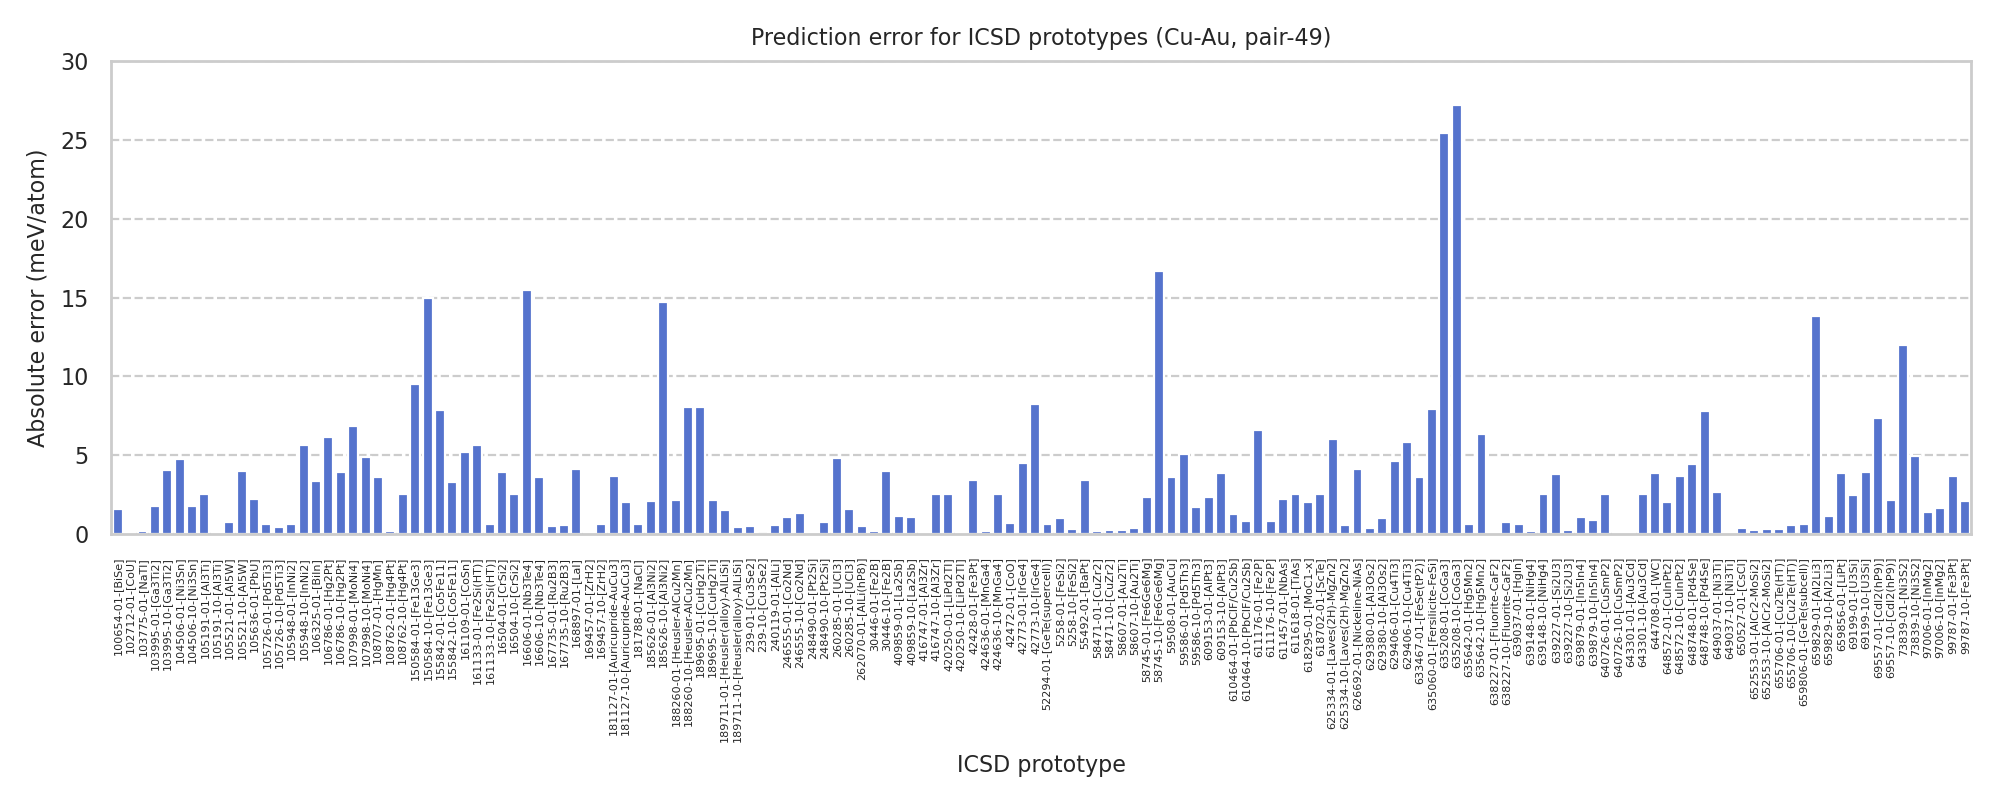 Prediction error for ICSD prototypes (Cu-Au, pair-49)
Absolute error (meV/atom)
30
25
20
15
10
5
0
100654-01-[BiSe]
102712-01-[CoU]
103775-01-[NaTl]
103995-01-[Ga3Ti2]
103995-10-[Ga3Ti2]
104506-01-[Ni3Sn]
104506-10-[Ni3Sn]
105191-01-[Al3Ti]
105191-10-[Al3Ti]
105521-01-[Al5W]
105521-10-[Al5W]
105636-01-[PbU]
105726-01-[Pd5Ti3]
105726-10-[Pd5Ti3]
105948-01-[InNi2]
105948-10-[InNi2]
106325-01-[BiIn]
106786-01-[Hg2Pt]
106786-10-[Hg2Pt]
107998-01-[MoNi4]
107998-10-[MoNi4]
108707-01-[HgMn]
108762-01-[Hg4Pt]
108762-10-[Hg4Pt]
150584-01-[Fe13Ge3]
150584-10-[Fe13Ge3]
155842-01-[Co5Fe11]
155842-10-[Co5Fe11]
161109-01-[CoSn]
161133-01-[Fe2Si(HT)]
161133-10-[Fe2Si(HT)]
16504-01-[CrSi2]
16504-10-[CrSi2]
16606-01-[Nb3Te4]
16606-10-[Nb3Te4]
167735-01-[Ru2B3]
167735-10-[Ru2B3]
168897-01-[LaI]
169457-01-[ZrH2]
169457-10-[ZrH2]
181127-01-[Auricupride-AuCu3]
181127-10-[Auricupride-AuCu3]
181788-01-[NaCl]
185626-01-[Al3Ni2]
185626-10-[Al3Ni2]
188260-01-[Heusler-AlCu2Mn]
188260-10-[Heusler-AlCu2Mn]
189695-01-[CuHg2Ti]
189695-10-[CuHg2Ti]
189711-01-[Heusler(alloy)-AlLiSi]
189711-10-[Heusler(alloy)-AlLiSi]
239-01-[Cu3Se2]
239-10-[Cu3Se2]
240119-01-[AlLi]
246555-01-[Co2Nd]
246555-10-[Co2Nd]
248490-01-[Pt2Si]
248490-10-[Pt2Si]
260285-01-[UCl3]
260285-10-[UCl3]
262070-01-[AlLi(hP8)]
30446-01-[Fe2B]
30446-10-[Fe2B]
409859-01-[La2Sb]
409859-10-[La2Sb]
416747-01-[Al3Zr]
416747-10-[Al3Zr]
420250-01-[LiPd2Tl]
420250-10-[LiPd2Tl]
42428-01-[Fe3Pt]
424636-01-[MnGa4]
424636-10-[MnGa4]
42472-01-[CoO]
42773-01-[IrGe4]
42773-10-[IrGe4]
52294-01-[GeTe(supercell)]
5258-01-[FeSi2]
5258-10-[FeSi2]
55492-01-[BaPt]
58471-01-[CuZr2]
58471-10-[CuZr2]
58607-01-[Au2Ti]
58607-10-[Au2Ti]
58745-01-[Fe6Ge6Mg]
58745-10-[Fe6Ge6Mg]
59508-01-[AuCu]
59586-01-[Pd5Th3]
59586-10-[Pd5Th3]
609153-01-[AlPt3]
609153-10-[AlPt3]
610464-01-[PbClF/Cu2Sb]
610464-10-[PbClF/Cu2Sb]
611176-01-[Fe2P]
611176-10-[Fe2P]
611457-01-[NbAs]
611618-01-[TiAs]
618295-01-[MoC1-x]
618702-01-[ScTe]
625334-01-[Laves(2H)-MgZn2]
625334-10-[Laves(2H)-MgZn2]
626692-01-[Nickeline-NiAs]
629380-01-[Al3Os2]
629380-10-[Al3Os2]
629406-01-[Cu4Ti3]
629406-10-[Cu4Ti3]
633467-01-[FeSe(tP2)]
635060-01-[Fersilicite-FeSi]
635208-01-[CoGa3]
635208-10-[CoGa3]
635642-01-[Hg5Mn2]
635642-10-[Hg5Mn2]
638227-01-[Fluorite-CaF2]
638227-10-[Fluorite-CaF2]
639037-01-[HgIn]
639148-01-[NiHg4]
639148-10-[NiHg4]
639227-01-[Si2U3]
639227-10-[Si2U3]
639879-01-[In5In4]
639879-10-[In5In4]
640726-01-[CuSmP2]
640726-10-[CuSmP2]
643301-01-[Au3Cd]
643301-10-[Au3Cd]
644708-01-[WC]
648572-01-[CuInPt2]
648572-10-[CuInPt2]
648748-01-[Pd4Se]
648748-10-[Pd4Se]
649037-01-[Ni3Ti]
649037-10-[Ni3Ti]
650527-01-[CsCl]
652553-01-[AlCr2-MoSi2]
652553-10-[AlCr2-MoSi2]
655706-01-[Cu2Te(HT)]
655706-10-[Cu2Te(HT)]
659806-01-[GeTe(subcell)]
659829-01-[Al2Li3]
659829-10-[Al2Li3]
659856-01-[LiPt]
69199-01-[U3Si]
69199-10-[U3Si]
69557-01-[CdI2(hP9)]
69557-10-[CdI2(hP9)]
73839-01-[Ni3S2]
73839-10-[Ni3S2]
97006-01-[InMg2]
97006-10-[InMg2]
99787-01-[Fe3Pt]
99787-10-[Fe3Pt]
ICSD prototype